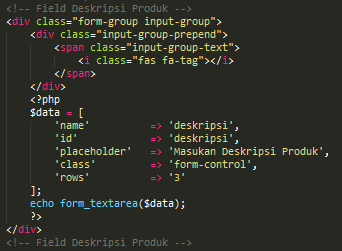 <!-- Field Deskripsi Produk -->
<div class="form-group input-group">
    <div class="input-group-prepend">
        <span class="input-group-text">
            <i class="fas fa-tag"></i>
        </span>
    </div>
    <?php
    $data = [
        'name'          => 'deskripsi',
        'id'            => 'deskripsi',
        'placeholder'   => 'Masukan Deskripsi Produk',
        'class'         => 'form-control',
        'rows'          => '3'
    ];
    echo form_textarea($data);
    ?>
</div>
<!-- Field Deskripsi Produk -->